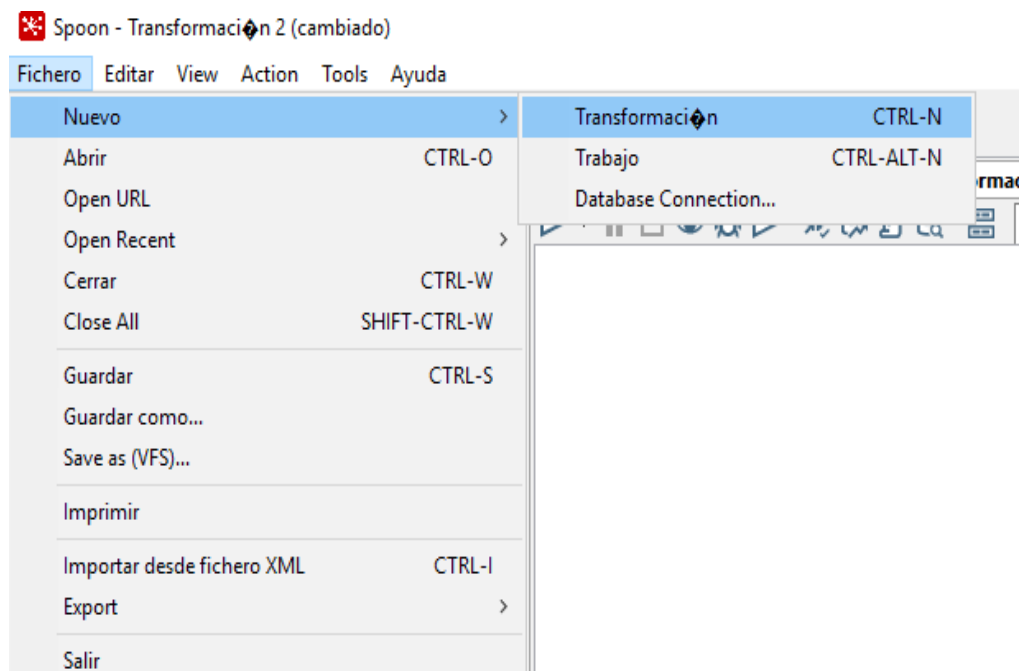 Spoon - Transformaci�n 2 (cambiado)
Fichero Editar View Action Tools Ayuda
Nuevo >
Transformaci�n CTRL-N
Abrir CTRL-O
Trabajo CTRL-ALT-N
Open URL
Database Connection...
Open Recent >
Cerrar CTRL-W
Close All SHIFT-CTRL-W
Guardar CTRL-S
Guardar como...
Save as (VFS)...
Imprimir
Importar desde fichero XML CTRL-I
Export >
Salir